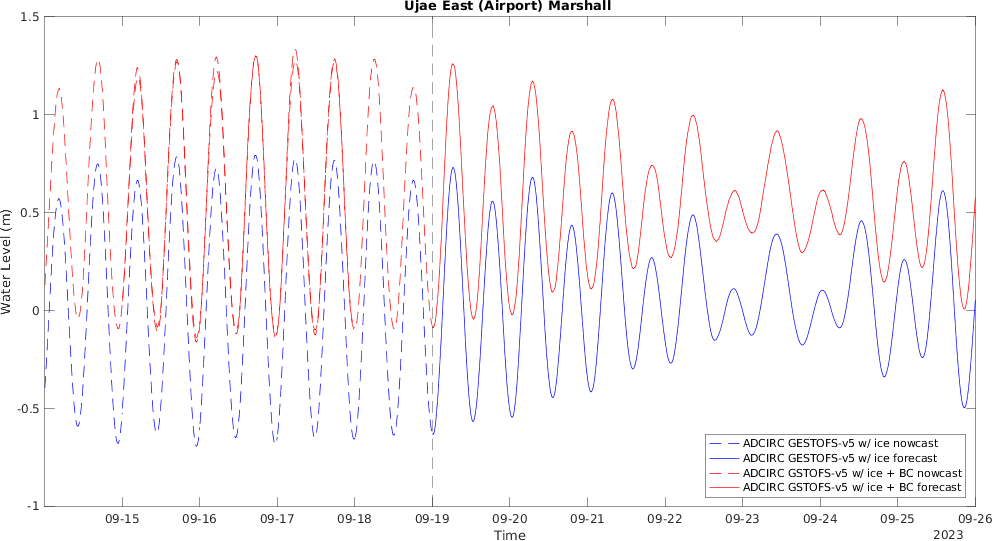 Ujae East (Airport) Marshall
1.5
1
0.5
0
-0.5
-1
Water Level (m)
09-15
09-16
09-17
09-18
09-19
09-20
09-21
09-22
09-23
09-24
09-25
09-26
Time
2023
ADCIRC GESTOFS-v5 w/ ice nowcast
ADCIRC GESTOFS-v5 w/ ice forecast
ADCIRC GSTOFS-v5 w/ ice + BC nowcast
ADCIRC GSTOFS-v5 w/ ice + BC forecast